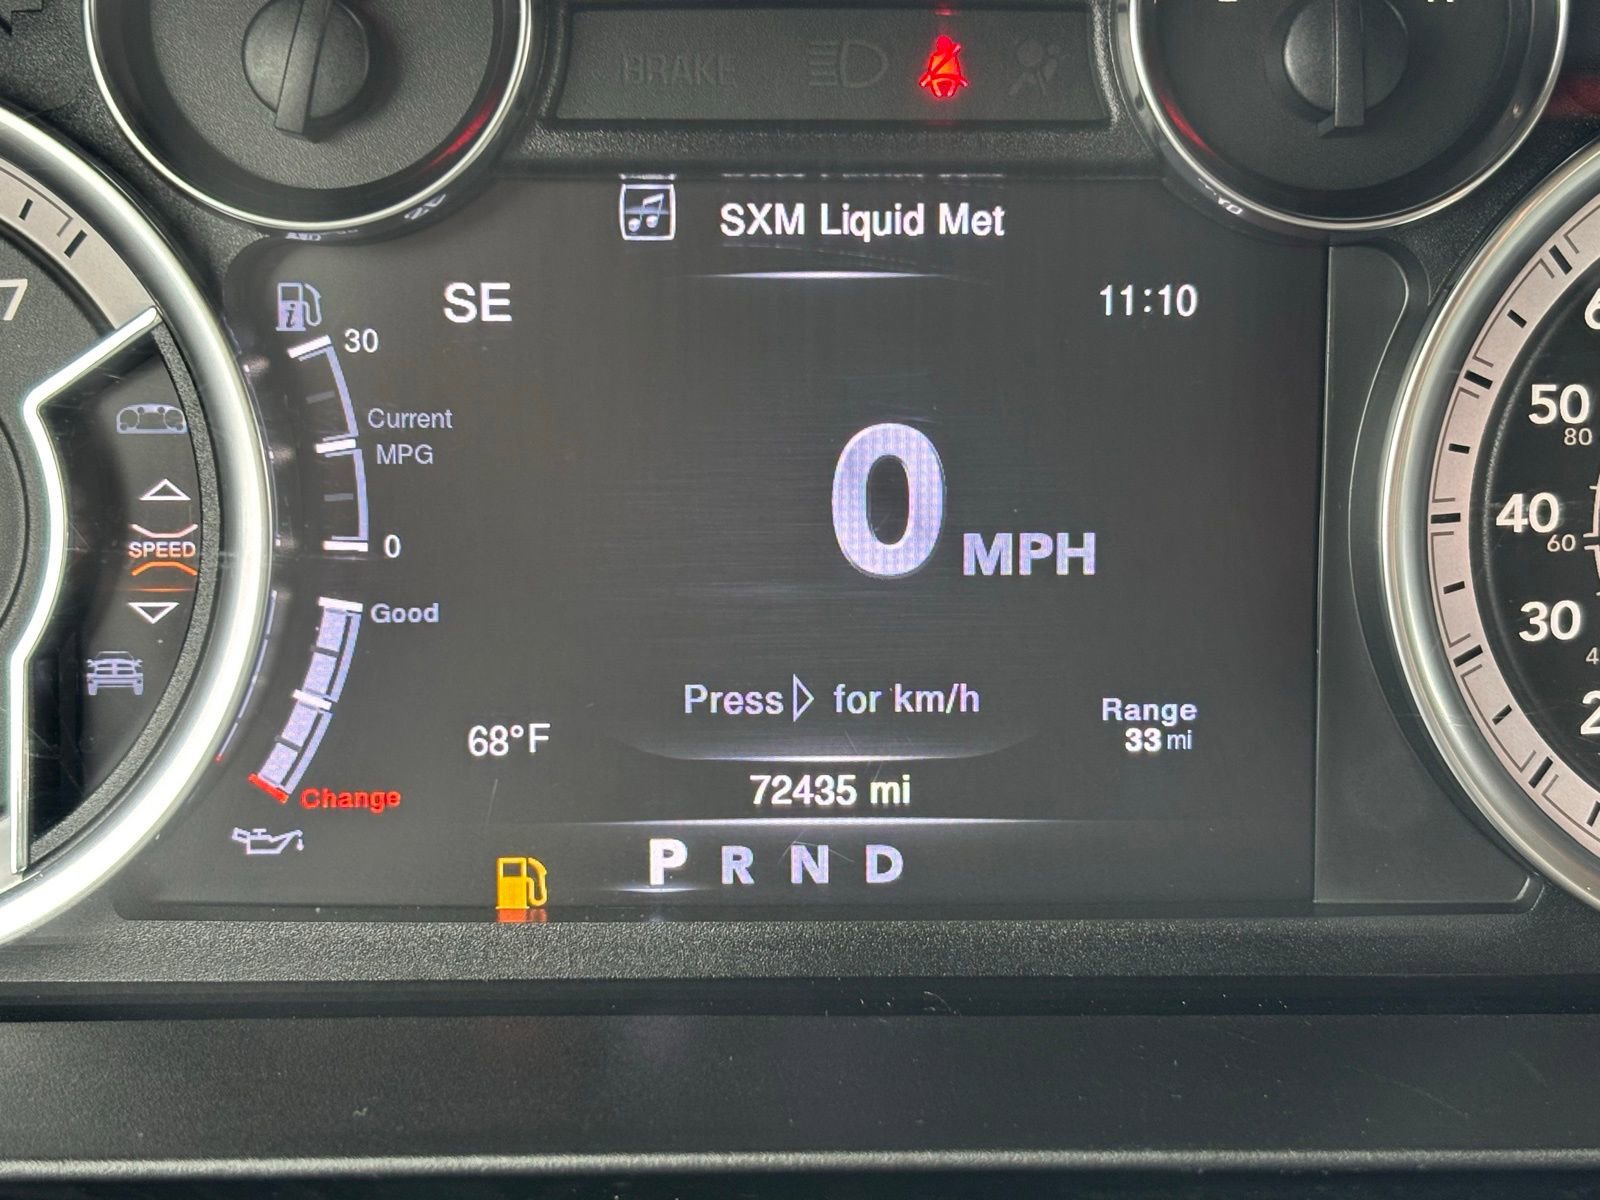 BRAKE
SXM Liquid Met
SE
11:10
30
Current
MPG
0
0 MPH
7
SPEED
Good
Change
Press ▷ for km/h
Range
33 mi
68°F
72435 mi
P R N D
50
80
40
60
30